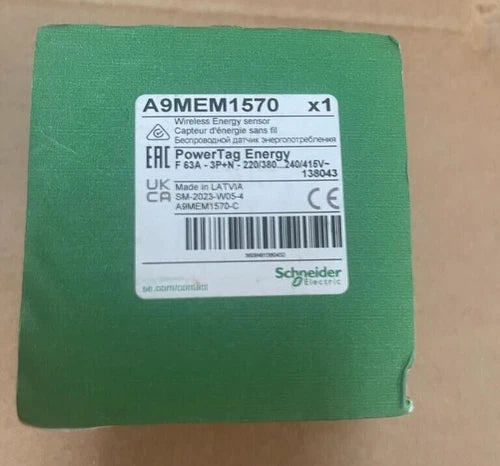 A9MEM1570 x1
Wireless Energy sensor
Capteur d'énergie sans fil
Беспроводной датчик энергопотребления
EAC PowerTag Energy
F 63A - 3P+N - 220/380...240/415V~
138043
UK CA
Made in LATVIA
SM-2023-W05-4
A9MEM1570-C
CE
Schneider
Electric
se.com/contact